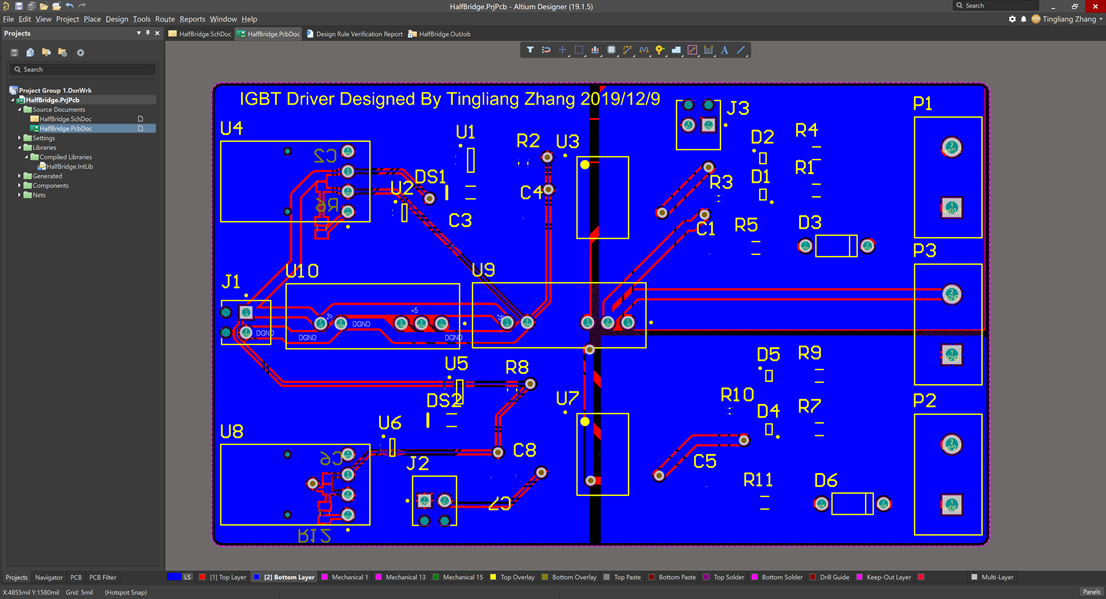 HalfBridge.PrjPcb - Altium Designer (19.1.5)
Search
File Edit View Project Place Design Tools Route Reports Window Help
Tingliang Zhang
Projects
HalfBridge.SchDoc
HalfBridge.PcbDoc
Design Rule Verification Report
HalfBridge.OutJob
Search
Project Group 1.DsnWrk
HalfBridge.PrjPcb
Source Documents
HalfBridge.SchDoc
HalfBridge.PcbDoc
Settings
Libraries
Compiled Libraries
HalfBridge.IntLib
Generated
Components
Nets
IGBT Driver Designed By Tingliang Zhang 2019/12/9
J3
P1
U4
U1
R2
U3
D2
R4
C2
DS1
U2
C4
R3
D1
R1
R6
C3
C1
R5
D3
P3
J1
U10
U9
+5
DGND
DGND
DGND
U5
R8
D5
R9
DS2
U7
R10
D4
R7
P2
U8
U6
C9
J2
C8
C5
C7
R11
D6
R12
Projects Navigator PCB PCB Filter
LS [1] Top Layer [2] Bottom Layer Mechanical 1 Mechanical 13 Mechanical 15 Top Overlay Bottom Overlay Top Paste Bottom Paste Top Solder Bottom Solder Drill Guide Keep-Out Layer Multi-Layer
X:4855mil Y:1580mil Grid: 5mil (Hotspot Snap)
Panels